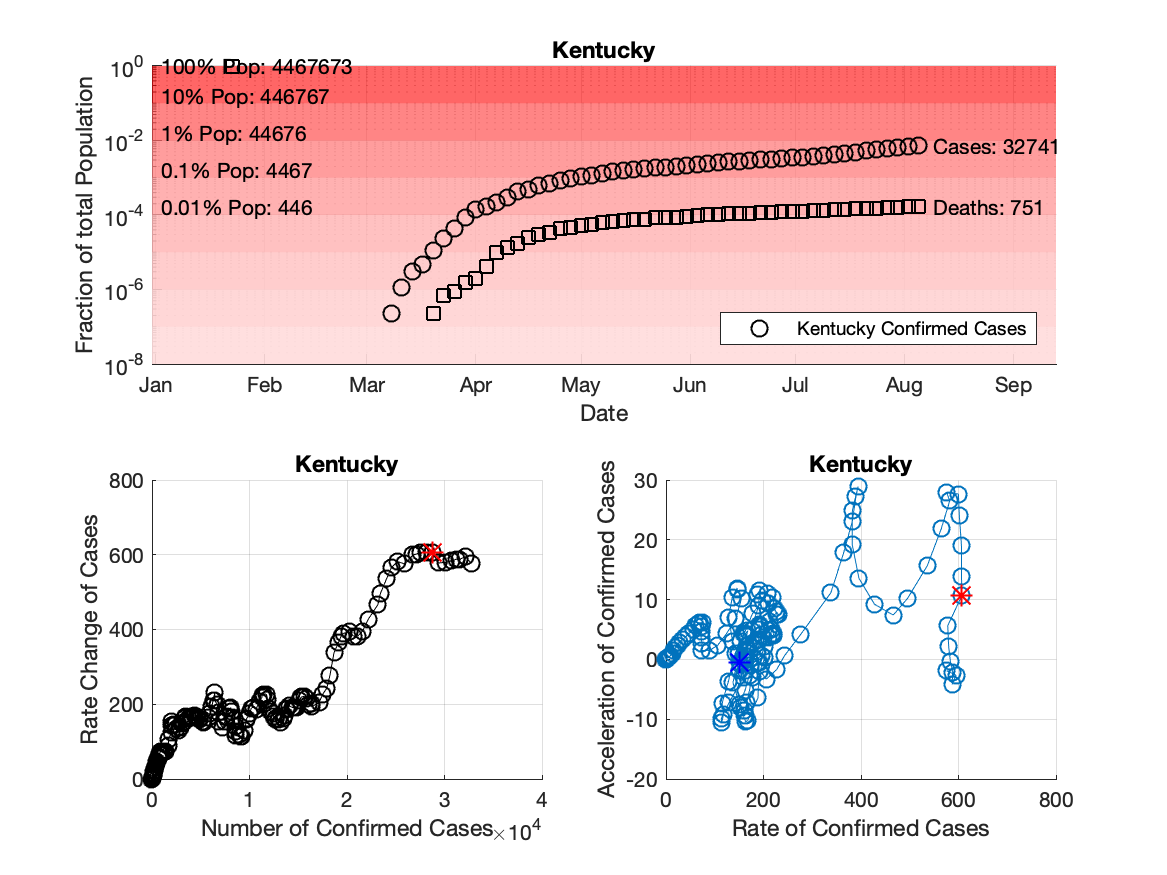 Kentucky
Fraction of total Population
10^0
10^-2
10^-4
10^-6
10^-8
100% Pop: 4467673
10% Pop: 446767
1% Pop: 44676
0.1% Pop: 4467
0.01% Pop: 446
Cases: 32741
Deaths: 751
Kentucky Confirmed Cases
Jan Feb Mar Apr May Jun Jul Aug Sep
Date
Kentucky
Rate Change of Cases
800
600
400
200
0
0 1 2 3 4
Number of Confirmed Cases ×10^4
Kentucky
Acceleration of Confirmed Cases
30
20
10
0
-10
-20
0 200 400 600 800
Rate of Confirmed Cases